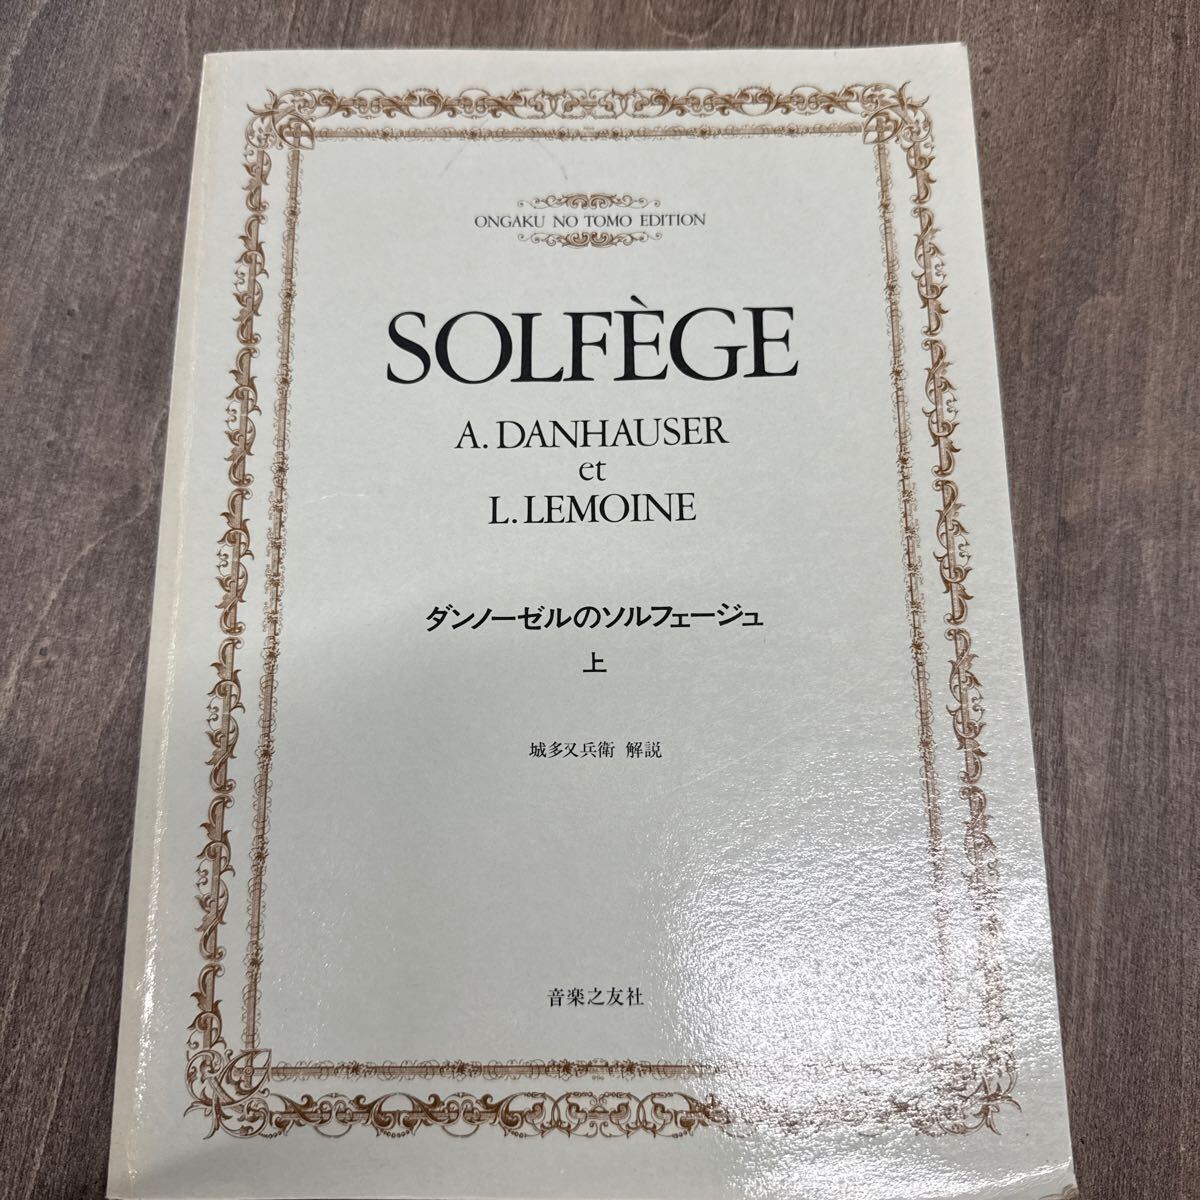 ONGAKU NO TOMO EDITION
SOLFÈGE
A. DANHAUSER
et
L. LEMOINE
ダンノーゼルのソルフェージュ
上
城多又兵衛 解説
音楽之友社